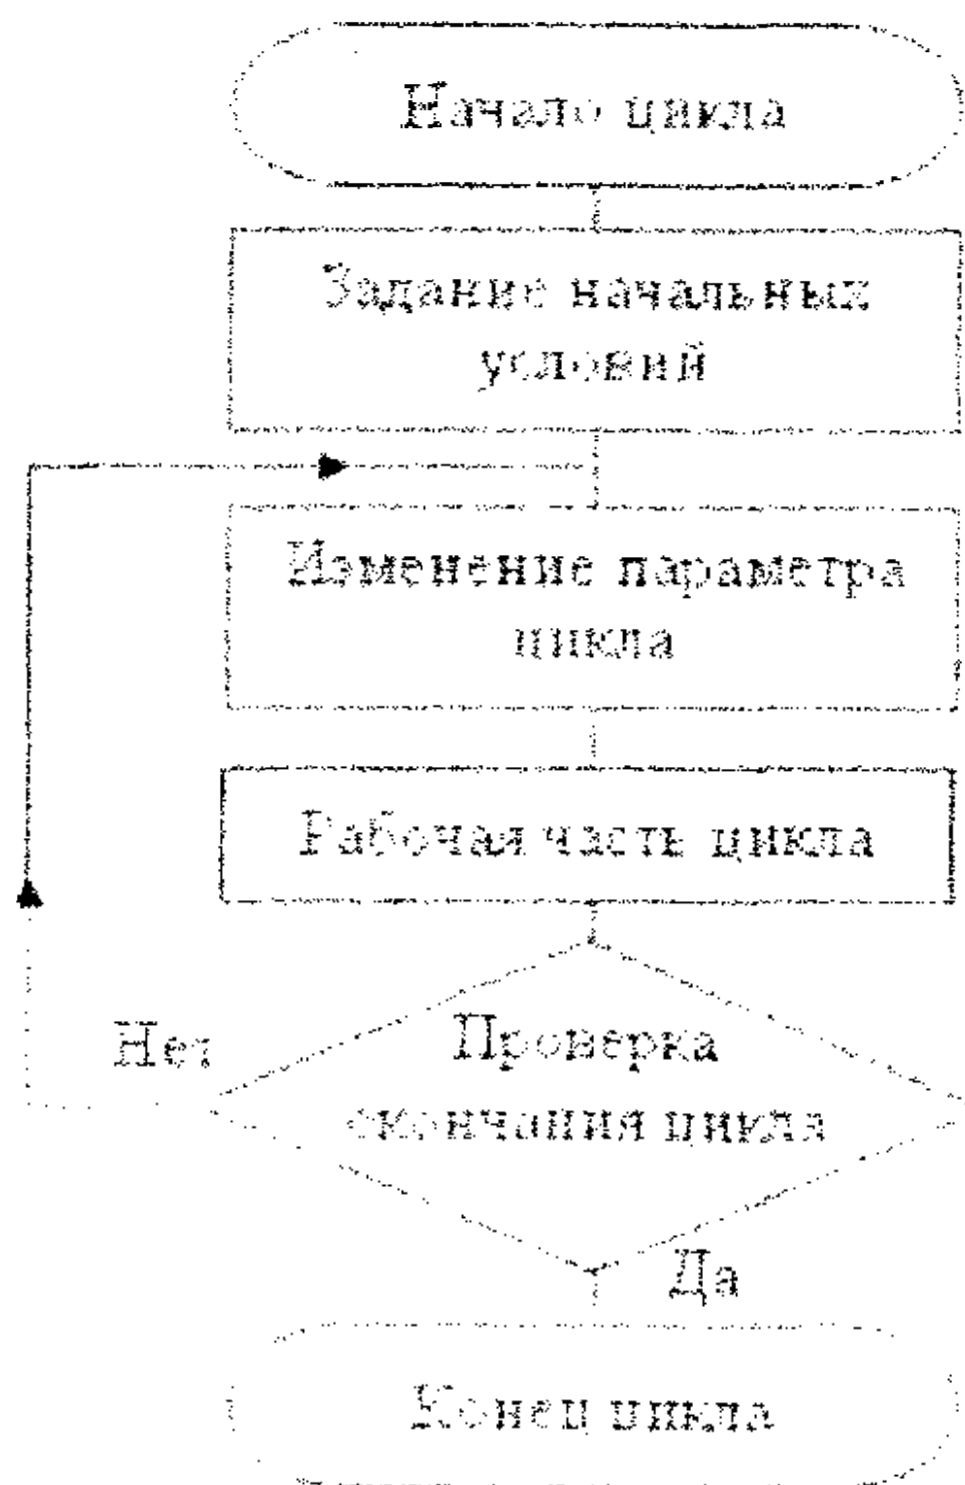 Начало цикла
Задание начальных
условий
Изменение параметра
цикла
Рабочая часть цикла
Нет
Проверка
окончания цикла
Да
Конец цикла